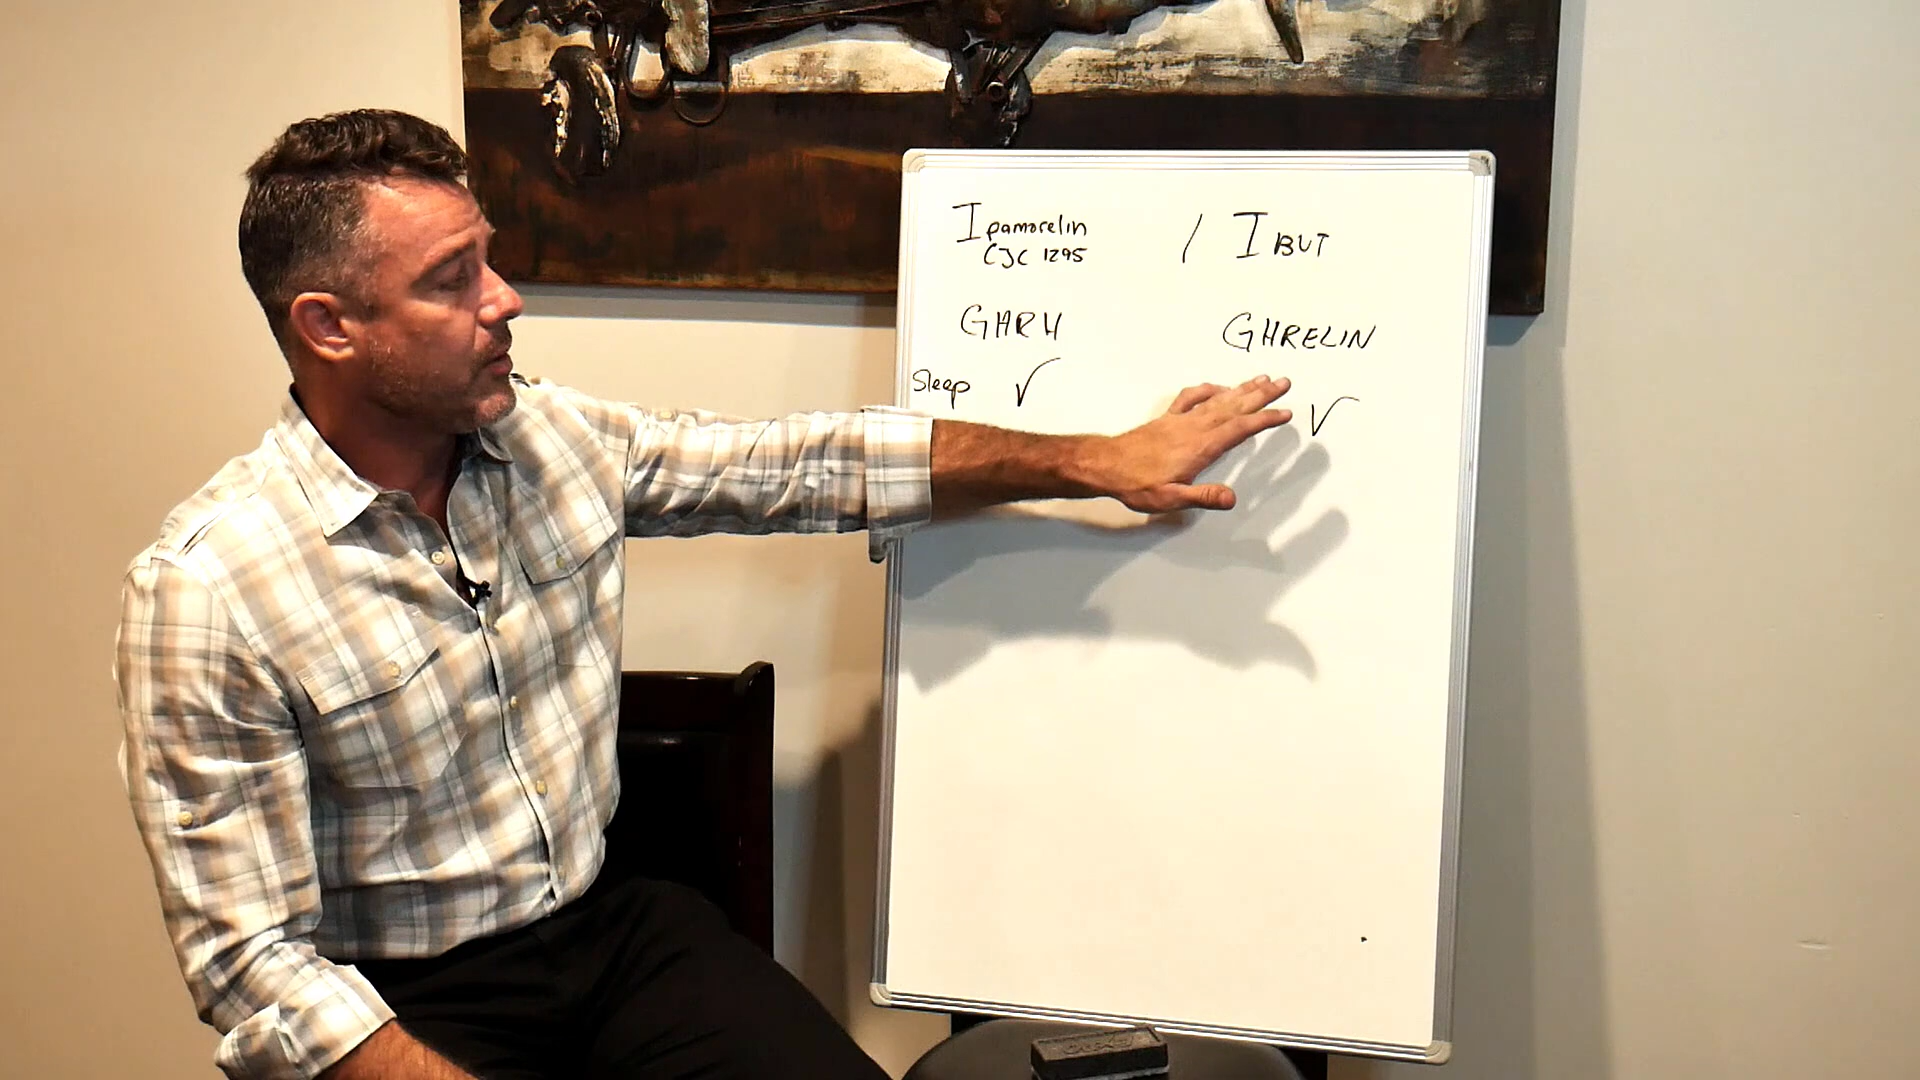 Ipamorelin / IBUT
CJC 1295
GHRH GHRELIN
Sleep ✓ ✓